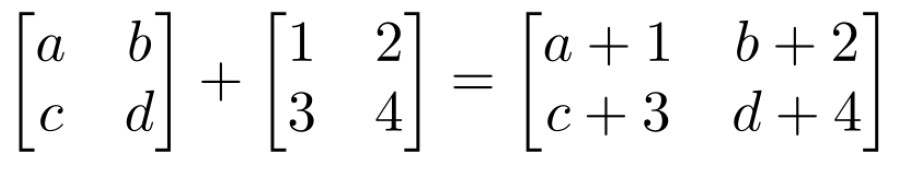 [a b; c d] + [1 2; 3 4] = [a + 1 b + 2; c + 3 d + 4]